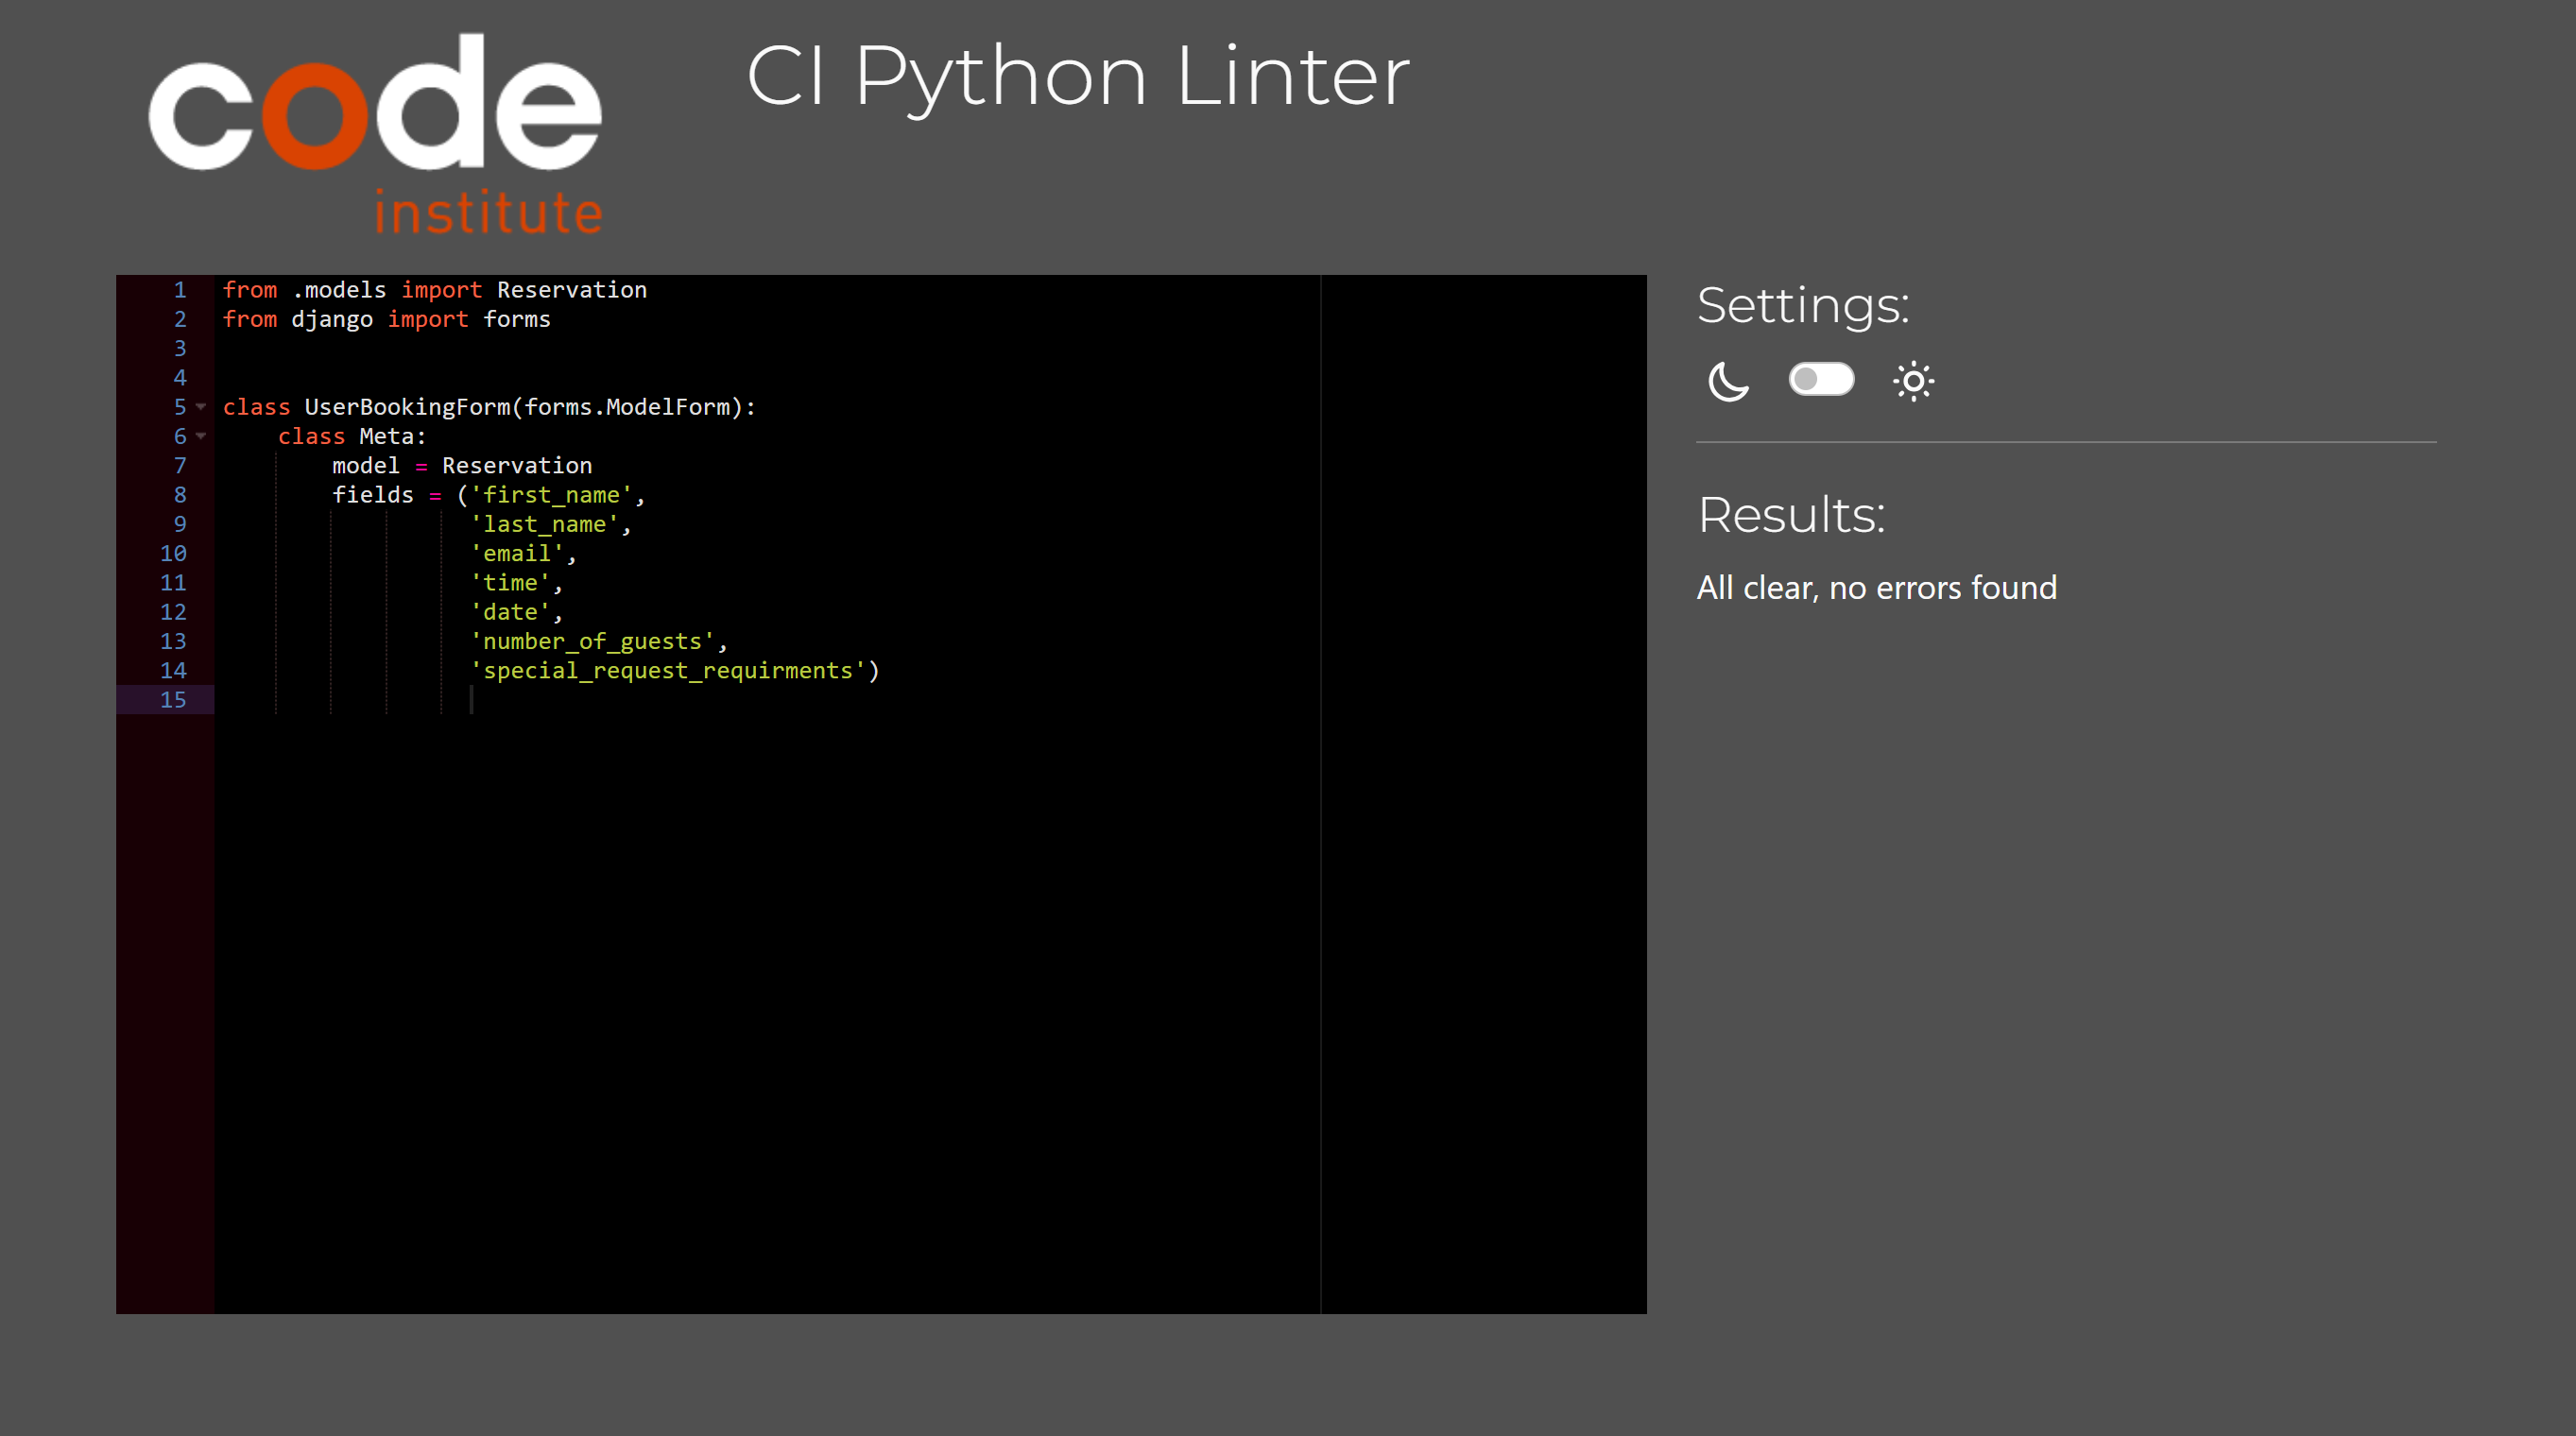 code
institute
CI Python Linter
1 from .models import Reservation
2 from django import forms
3
4
5 class UserBookingForm(forms.ModelForm):
6     class Meta:
7         model = Reservation
8         fields = ('first_name',
9                   'last_name',
10                   'email',
11                   'time',
12                   'date',
13                   'number_of_guests',
14                   'special_request_requirments')
15
Settings:
Results:
All clear, no errors found